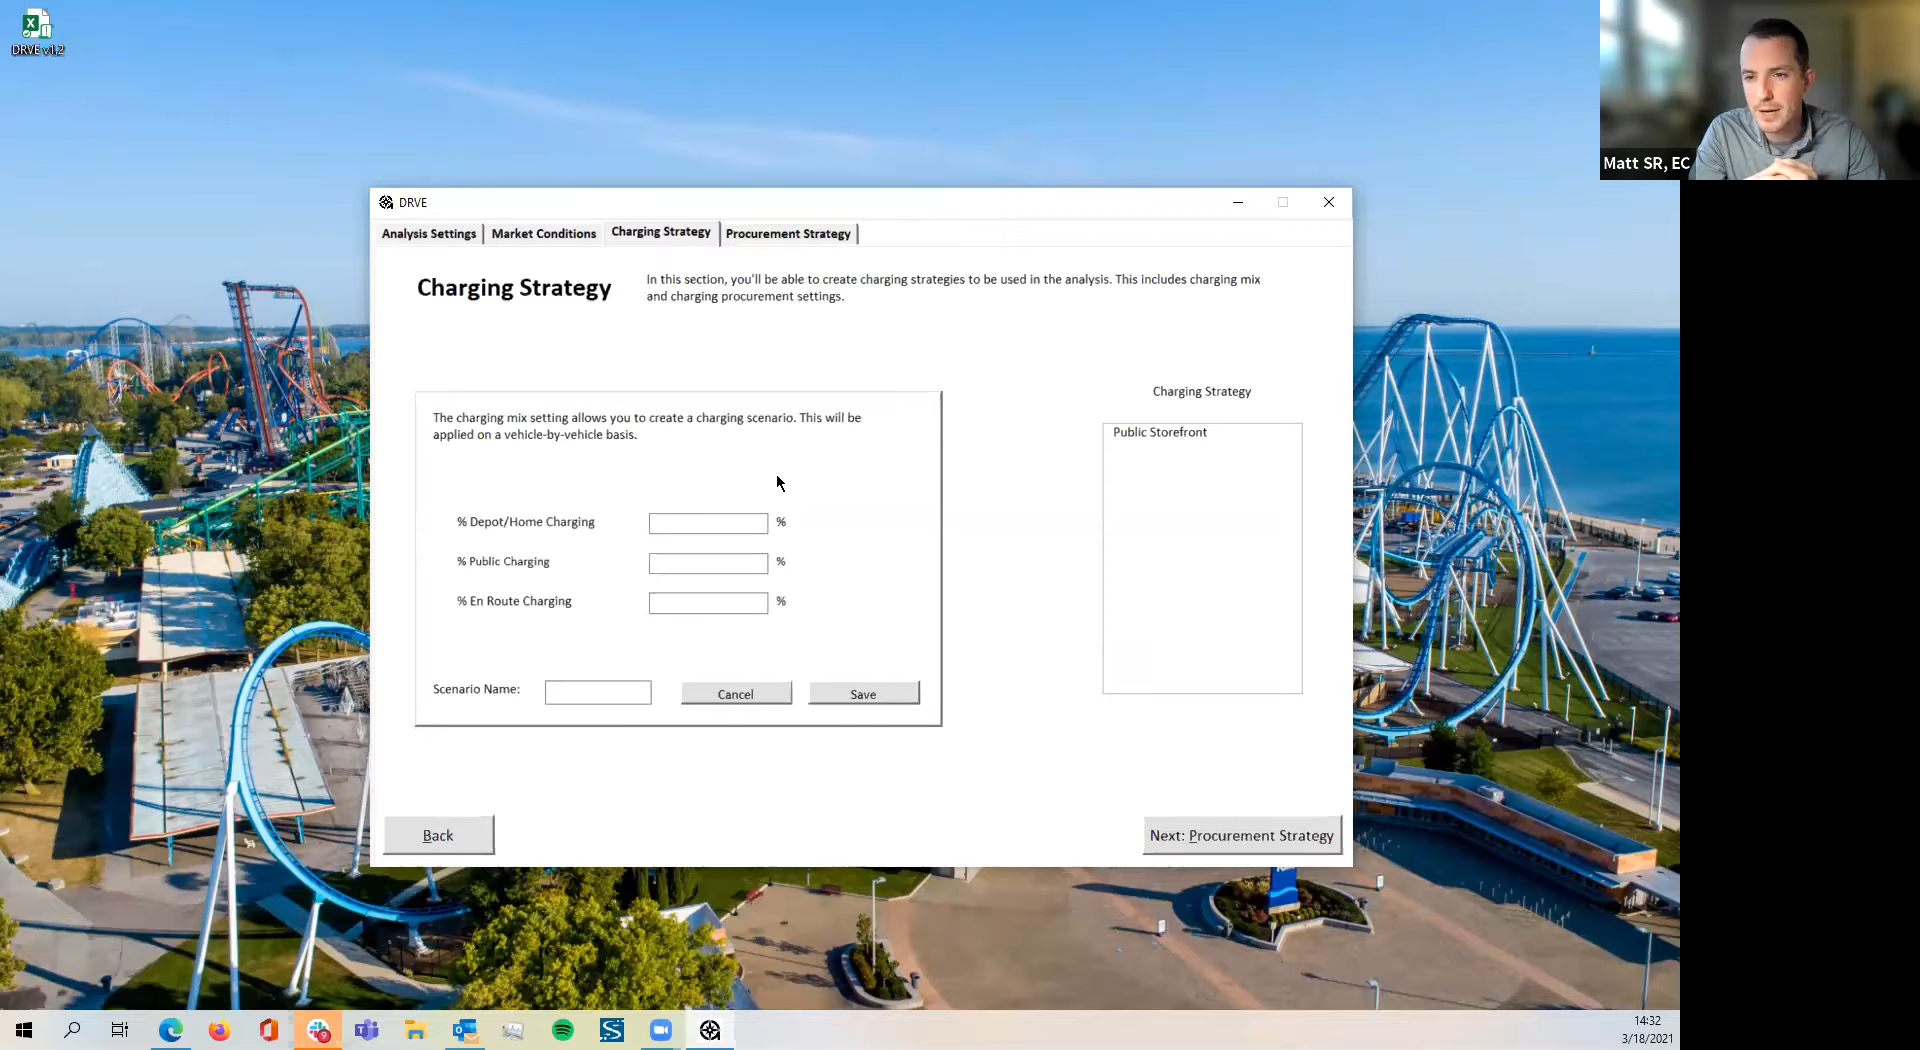 DRVE v1.2
Matt SR, EC
DRVE
Analysis Settings
Market Conditions
Charging Strategy
Procurement Strategy
Charging Strategy
In this section, you'll be able to create charging strategies to be used in the analysis. This includes charging mix
and charging procurement settings.
The charging mix setting allows you to create a charging scenario. This will be
applied on a vehicle-by-vehicle basis.
% Depot/Home Charging
%
% Public Charging
%
% En Route Charging
%
Scenario Name:
Cancel
Save
Charging Strategy
Public Storefront
Back
Next: Procurement Strategy
9
14:32
3/18/2021